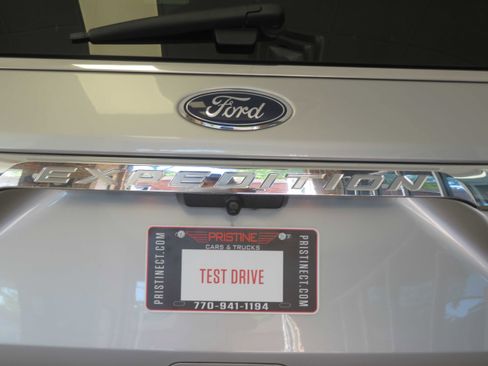 Ford
EXPEDITION
PRISTINE
CARS & TRUCKS
PRISTINECT.COM
TEST DRIVE
PRISTINECT.COM
770-941-1194